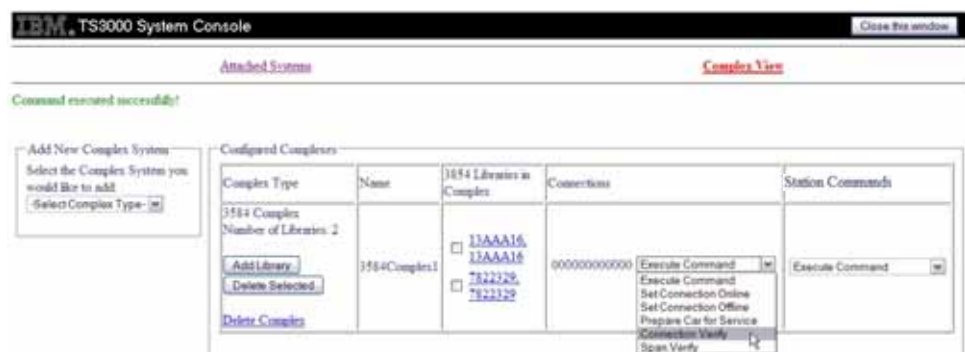 IBM. TS3000 System Console
Close this window
Attached Systems
Complex View
Command executed successfully!
Add New Complex System
Select the Complex System you
would like to add:
-Select Complex Type-
Configured Complexes
Complex Type
Name
3854 Libraries in
Complex
Connections
Station Commands
3584 Complex
Number of Libraries: 2
Add Library
Delete Selected
Delete Complex
3584Complex1
13AAA16,
13AAA16
7822329,
7822329
000000000000
Execute Command
Execute Command
Execute Command
Set Connection Online
Set Connection Offline
Prepare Car for Service
Connection Verify
Span Verify